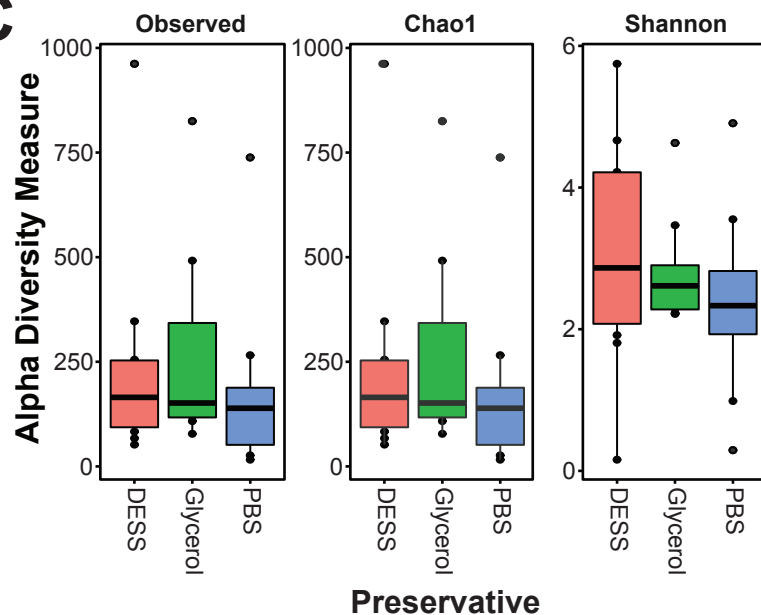 C
Observed Chao1 Shannon
Alpha Diversity Measure
1000
750
500
250
0
1000
750
500
250
0
6
4
2
0
DESS Glycerol PBS DESS Glycerol PBS DESS Glycerol PBS
Preservative